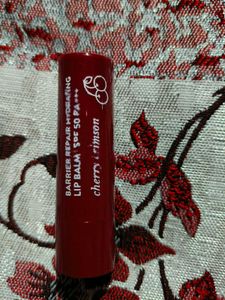 BARRIER REPAIR HYDRATING
LIP BALM SPF 50 PA+++
cherry crimson